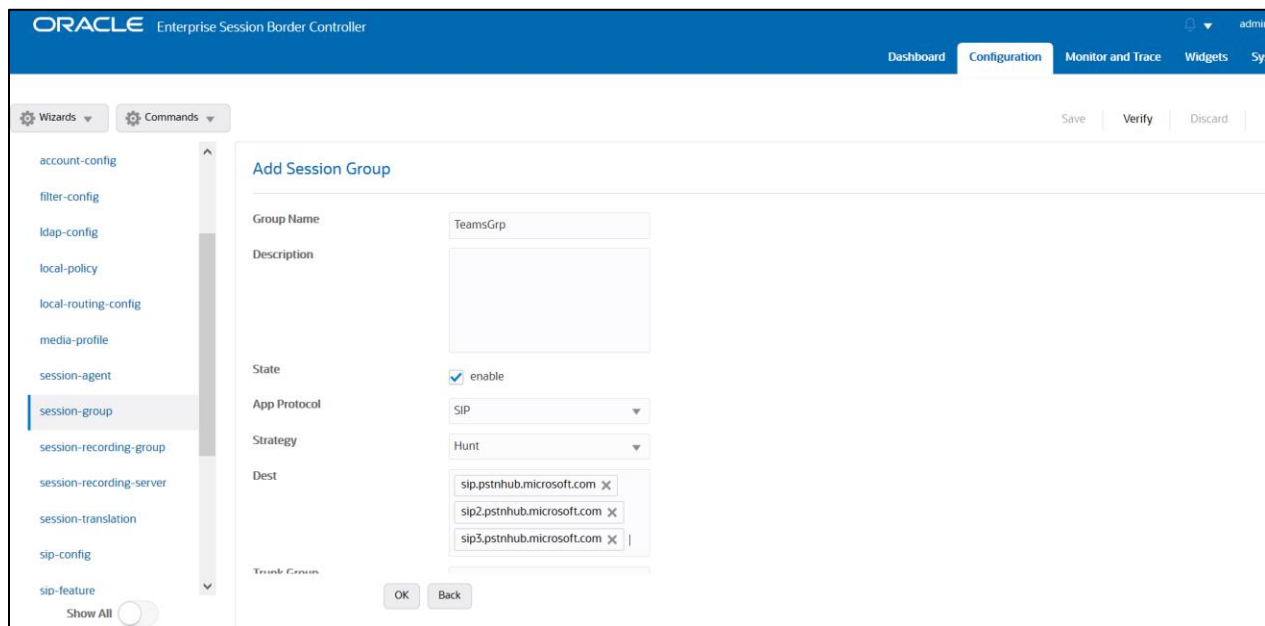 ORACLE Enterprise Session Border Controller
admi
Dashboard Configuration Monitor and Trace Widgets Sy
Wizards Commands Save Verify Discard
account-config
filter-config
ldap-config
local-policy
local-routing-config
media-profile
session-agent
session-group
session-recording-group
session-recording-server
session-translation
sip-config
sip-feature
Show All
Add Session Group
Group Name TeamsGrp
Description
State enable
App Protocol SIP
Strategy Hunt
Dest sip.pstnhub.microsoft.com
sip2.pstnhub.microsoft.com
sip3.pstnhub.microsoft.com
Trunk Group
OK Back